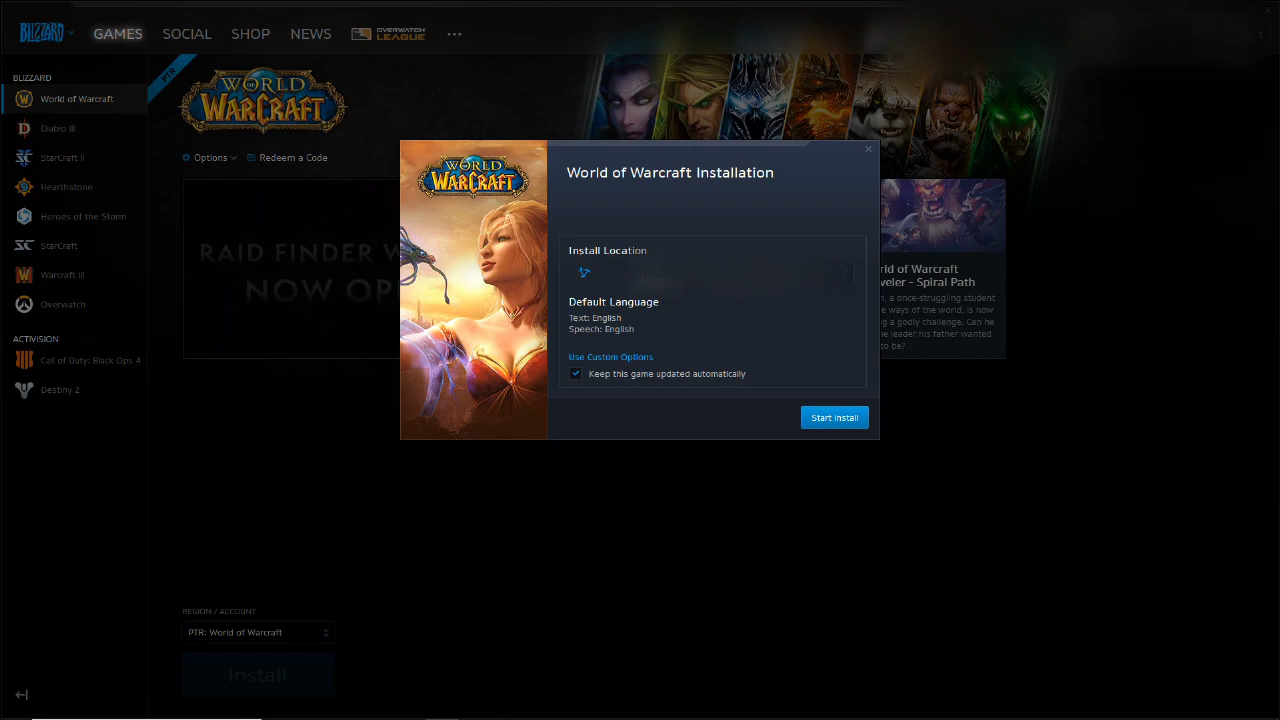 BLIZZARD
GAMES
SOCIAL
SHOP
NEWS
OVERWATCH
LEAGUE
1
BLIZZARD
World of Warcraft
Diablo III
StarCraft II
Hearthstone
Heroes of the Storm
StarCraft
Warcraft III
Overwatch
ACTIVISION
Call of Duty: Black Ops 4
Destiny 2
PTR
WORLD
OF
WARCRAFT
Options
Redeem a Code
RAID FINDER W
NOW OP
WORLD
OF
WARCRAFT
World of Warcraft Installation
Install Location
Default Language
Text: English
Speech: English
Use Custom Options
Keep this game updated automatically
Start Install
rld of Warcraft
veler - Spiral Path
n, a once-struggling student
e ways of the world, is now
ng a godly challenge. Can he
he leader his father wanted
to be?
REGION / ACCOUNT
PTR: World of Warcraft
Install